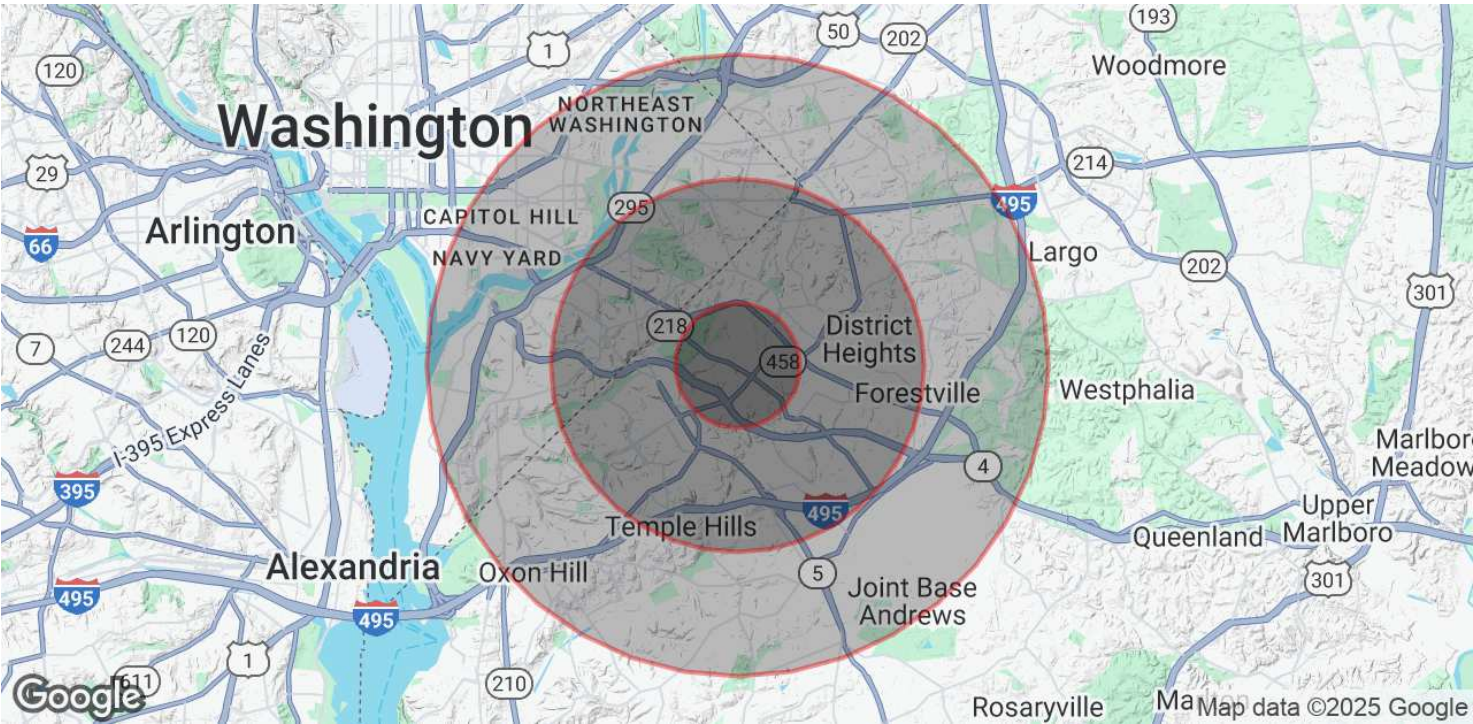 193
50
202
1
120
Woodmore
NORTHEAST
WASHINGTON
Washington
29
214
295
495
CAPITOL HILL
Arlington
66
NAVY YARD
Largo
202
301
218
District
Heights
7
244
120
458
Forestville
Westphalia
I-395 Express Lanes
Marlboro
Meadow
4
395
495
Upper
Marlboro
Temple Hills
Queenland
Alexandria
Oxon Hill
5
301
Joint Base
Andrews
495
495
1
611
210
Google
Rosaryville
Map data ©2025 Google